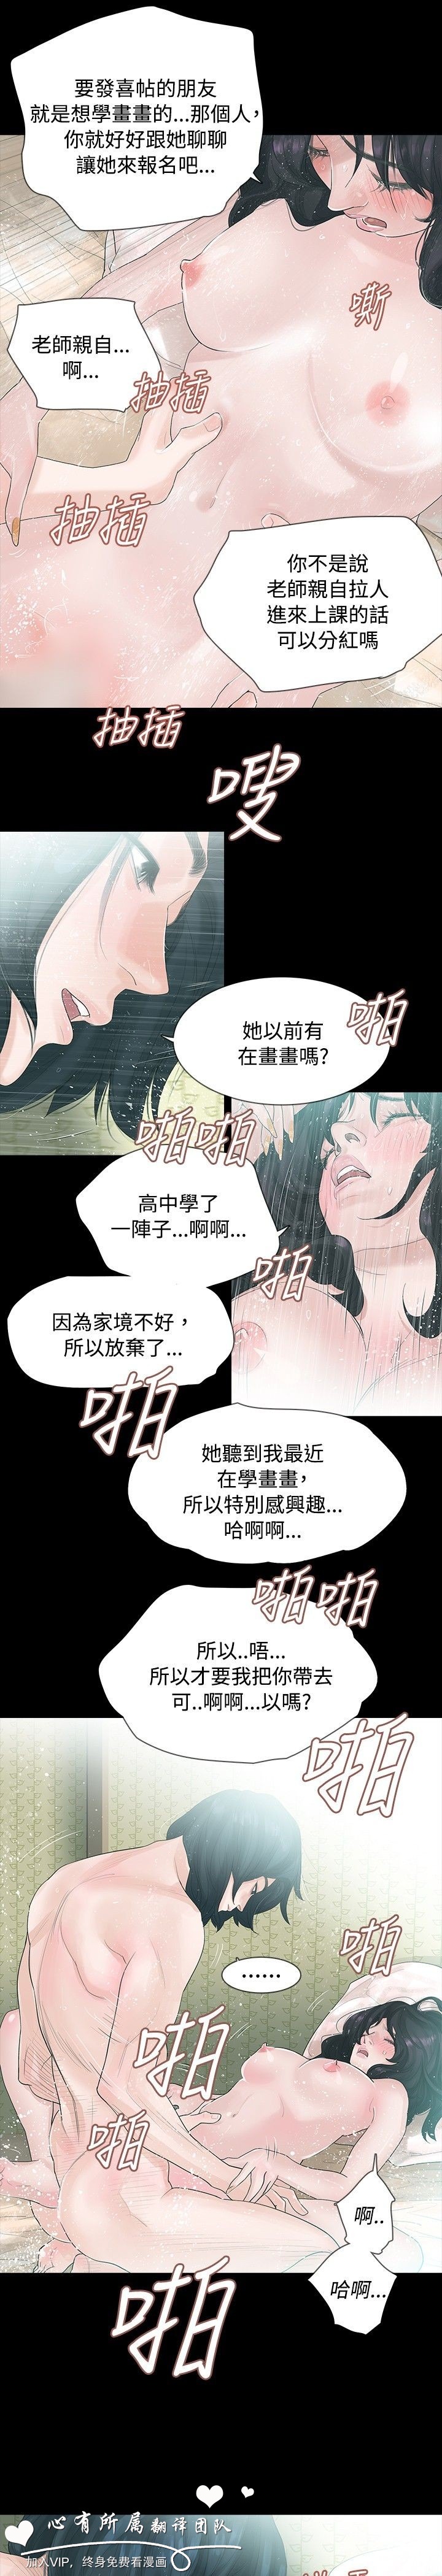 要發喜帖的朋友
就是想學畫畫的...那個人,
你就好好跟她聊聊
讓她來報名吧...
嘶
老師親自...
啊...
抽插
抽插
你不是說
老師親自拉人
進來上課的話
可以分紅嗎
抽插
嗖
她以前有
在畫畫嗎?
啪
啪啪
高中學了
一陣子...啊啊...
啪
因為家境不好,
所以放棄了...
啪
她聽到我最近
在學畫畫,
所以特別感興趣...
哈啊啊...
啪啪
所以..唔...
所以才要我把你帶去
可..啊啊...以嗎?
啪
啪
......
啪
啪
啊..
哈啊...
啪
心有所属翻译团队
加入VIP，终身免费看漫画